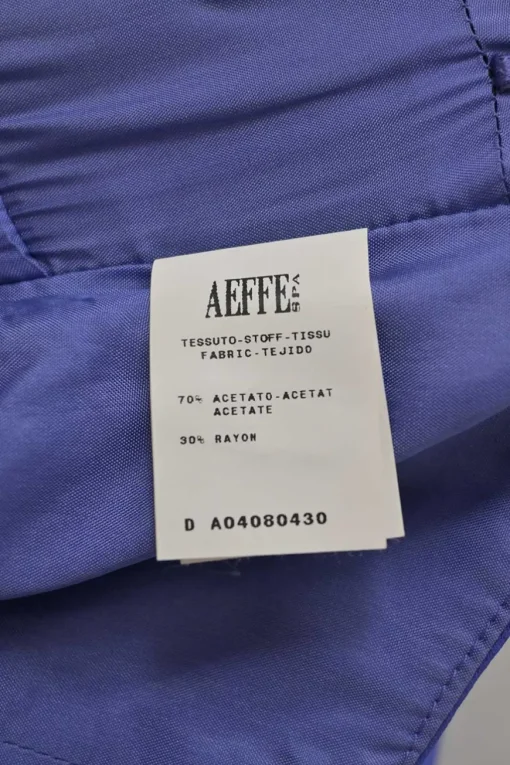 AEFFE SPA
TESSUTO-STOFF-TISSU
FABRIC-TEJIDO
70% ACETATO-ACETAT
ACETATE
30% RAYON
D A04080430